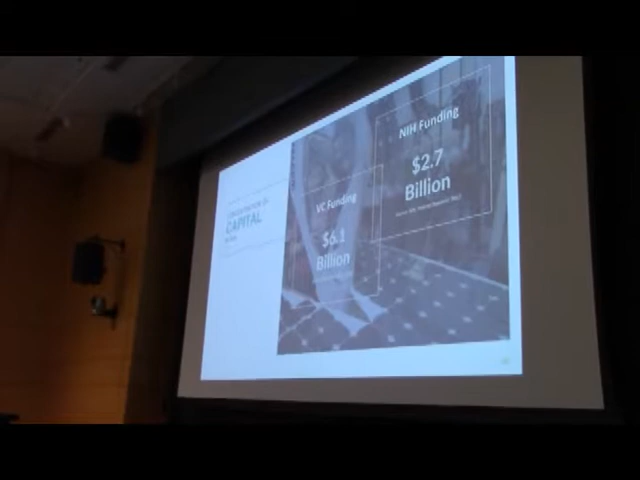 CAPITAL
VC Funding
$6.1
Billion
NIH Funding
$2.7
Billion